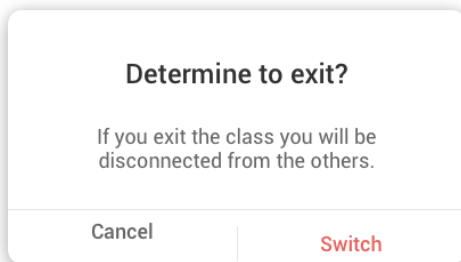 Determine to exit?
If you exit the class you will be
disconnected from the others.
Cancel
Switch